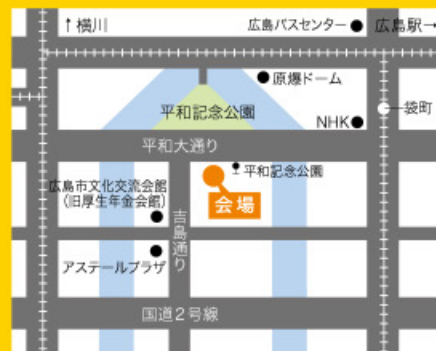 ↑横川
広島バスセンター
広島駅→
原爆ドーム
平和記念公園
袋町
NHK
平和大通り
平和記念公園
広島市文化交流会館
(旧厚生年金会館)
会場
吉島通り
アステールプラザ
国道2号線